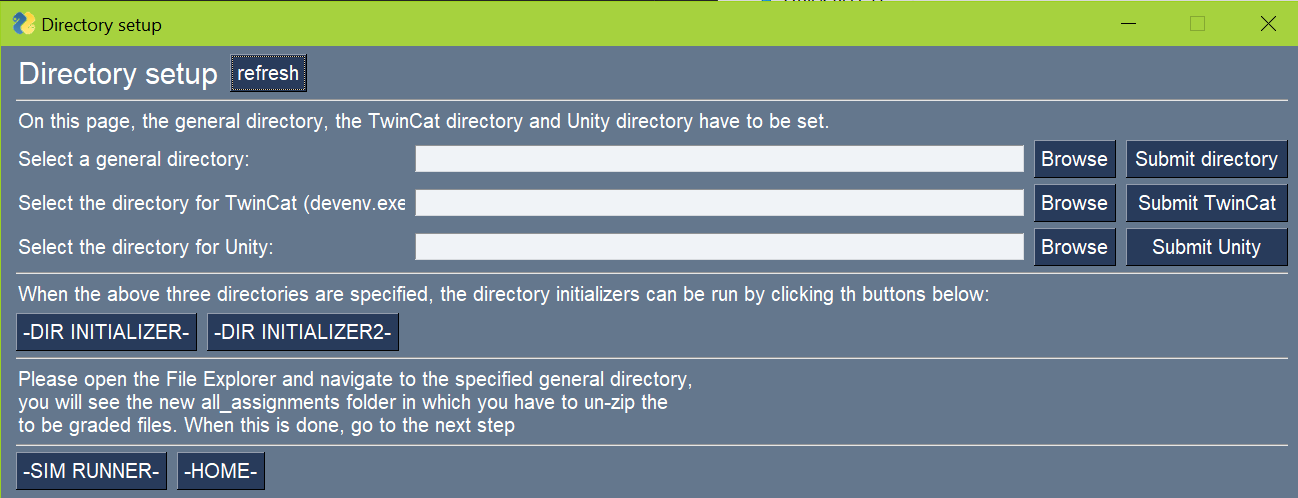 Directory setup
Directory setup refresh
On this page, the general directory, the TwinCat directory and Unity directory have to be set.
Select a general directory: Browse Submit directory
Select the directory for TwinCat (devenv.exe Browse Submit TwinCat
Select the directory for Unity: Browse Submit Unity
When the above three directories are specified, the directory initializers can be run by clicking th buttons below:
-DIR INITIALIZER- -DIR INITIALIZER2-
Please open the File Explorer and navigate to the specified general directory,
you will see the new all_assignments folder in which you have to un-zip the
to be graded files. When this is done, go to the next step
-SIM RUNNER- -HOME-